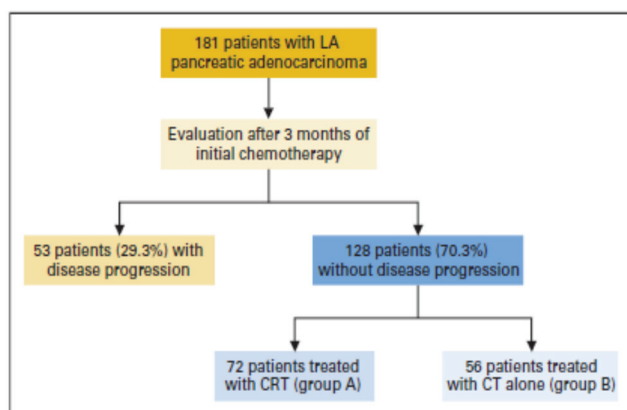 181 patients with LA
pancreatic adenocarcinoma
Evaluation after 3 months of
initial chemotherapy
53 patients (29.3%) with
disease progression
128 patients (70.3%)
without disease progression
72 patients treated
with CRT (group A)
56 patients treated
with CT alone (group B)